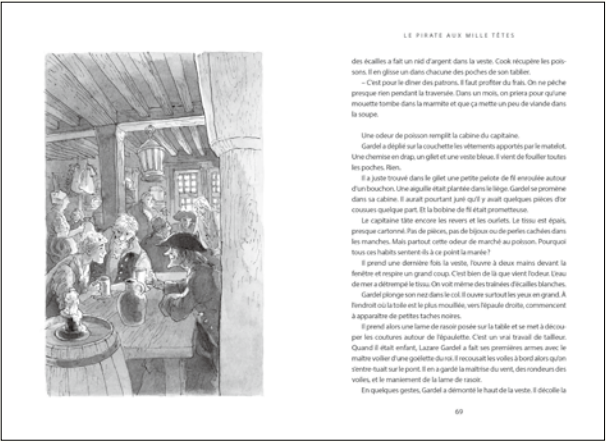 LE PIRATE AUX MILLE TÊTES
des écailles a fait un nid d'argent dans la veste. Cook récupère les pois-
sons. Il en glisse un dans chacune des poches de son tablier.
– C'est pour le dîner des patrons. Il faut profiter du frais. On ne pêche
presque rien pendant la traversée. Dans un mois, on priera pour qu'une
mouette tombe dans la marmite et que ça mette un peu de viande dans
la soupe.
Une odeur de poisson remplit la cabine du capitaine.
Gardel a déplié sur la couchette les vêtements apportés par le matelot.
Une chemise en drap, un gilet et une veste bleue. Il vient de fouiller toutes
les poches. Rien.
Il a juste trouvé dans le gilet une petite pelote de fil enroulée autour
d'un bouchon. Une aiguille était plantée dans le liège. Gardel se promène
dans sa cabine. Il aurait pourtant juré qu'il y avait quelques pièces d'or
cousues quelque part. Et la bobine de fil était prometteuse.
Le capitaine tâte encore les revers et les ourlets. Le tissu est épais,
presque cartonné. Pas de pièces, pas de bijoux ou de perles cachées dans
les manches. Mais partout cette odeur de marché au poisson. Pourquoi
tous ces habits sentent-ils à ce point la marée ?
Il prend une dernière fois la veste, l'ouvre à deux mains devant la
fenêtre et respire un grand coup. C'est bien de là que vient l'odeur. L'eau
de mer a détrempé le tissu. On voit même des traînées d'écailles blanches.
Gardel plonge son nez dans le col. Il ouvre surtout les yeux en grand. À
l'endroit où la toile est le plus mouillée, vers l'épaule droite, commencent
à apparaître de petites taches noires.
Il prend alors une lame de rasoir posée sur la table et se met à décou-
per les coutures autour de l'épaulette. C'est un vrai travail de tailleur.
Quand il était enfant, Lazare Gardel a fait ses premières armes avec le
maître voilier d'une goélette du roi. Il recousait les voiles à bord alors qu'on
s'entre-tuait sur le pont. Il en a gardé la maîtrise du vent, des rondeurs des
voiles, et le maniement de la lame de rasoir.
En quelques gestes, Gardel a démonté le haut de la veste. Il décolle la
69